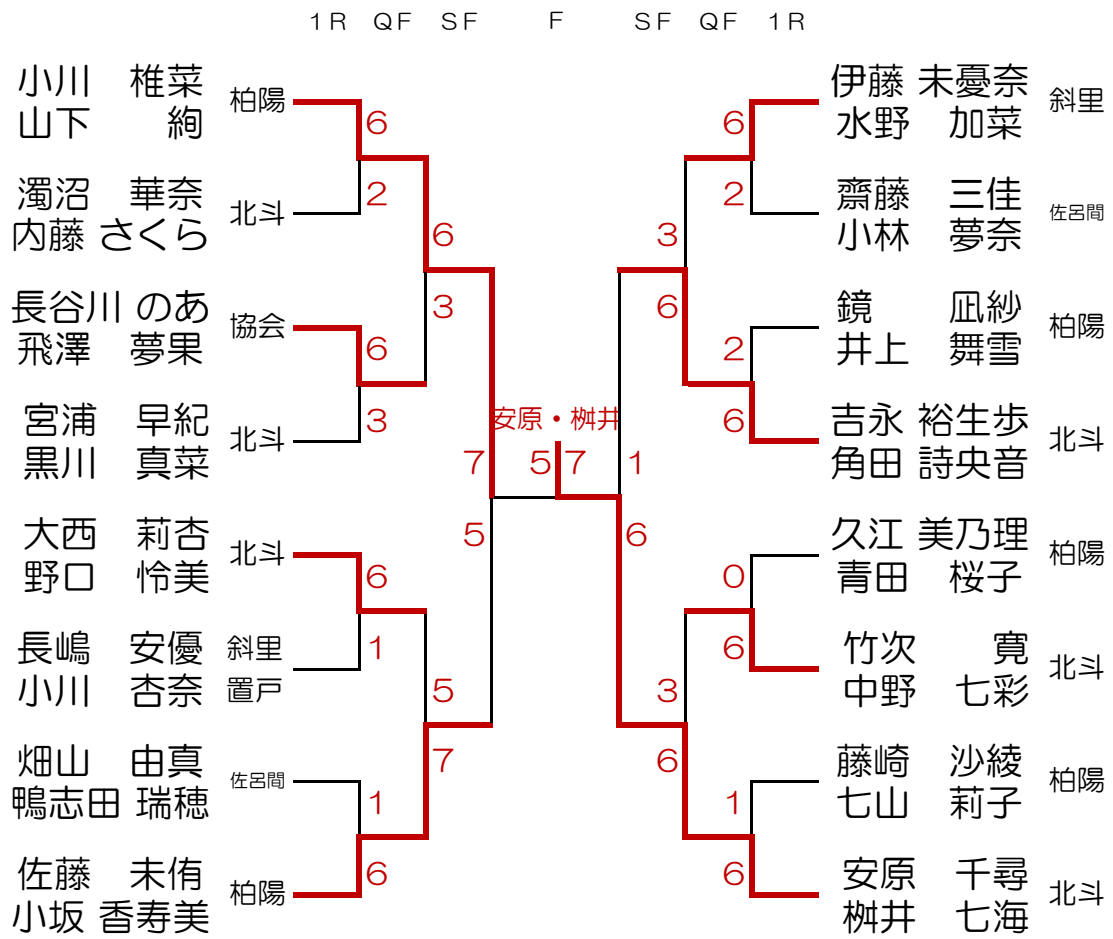 1R QF SF F SF QF 1R
小川 椎菜
山下 絢
柏陽
6
2
濁沼 華奈
内藤 さくら
北斗
6
3
長谷川 のあ
飛澤 夢果
協会
6
3
宮浦 早紀
黒川 真菜
北斗
7
5
大西 莉杏
野口 怜美
北斗
6
1
長嶋 安優
小川 杏奈
斜里
置戸
5
7
畑山 由真
鴨志田 瑞穂
佐呂間
1
6
佐藤 未侑
小坂 香寿美
柏陽
安原・桝井
5 7
伊藤 未憂奈
水野 加菜
斜里
6
2
齋藤 三佳
小林 夢奈
佐呂間
3
6
鏡 凪紗
井上 舞雪
柏陽
2
6
吉永 裕生歩
角田 詩央音
北斗
1
6
久江 美乃理
青田 桜子
柏陽
0
6
竹次 寛
中野 七彩
北斗
3
6
藤崎 沙綾
七山 莉子
柏陽
1
6
安原 千尋
桝井 七海
北斗